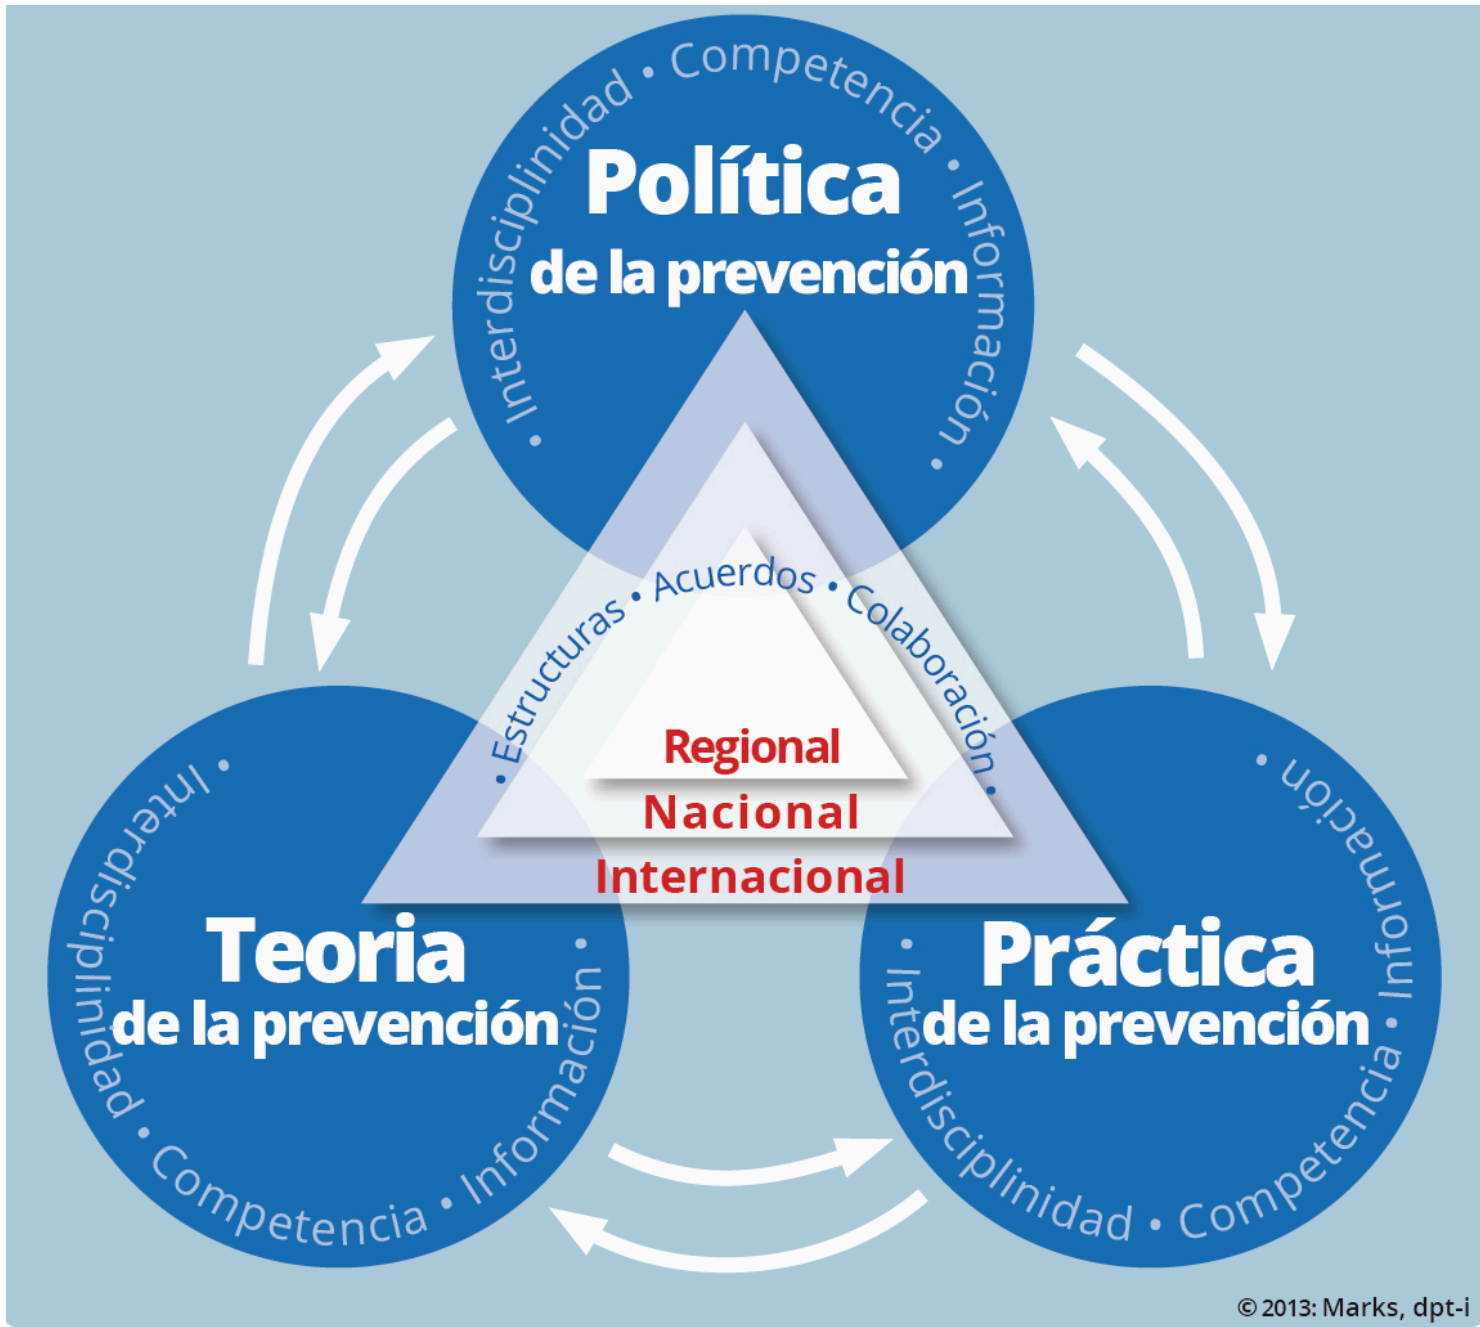 • Interdisciplinidad • Competencia • Información •
Política
de la prevención
• Estructuras • Acuerdos • Colaboración •
Regional
Nacional
Internacional
Teoria
de la prevención
• Interdisciplinidad • Competencia • Información •
Práctica
de la prevención
• Interdisciplinidad • Competencia • Información •
© 2013: Marks, dpt-i